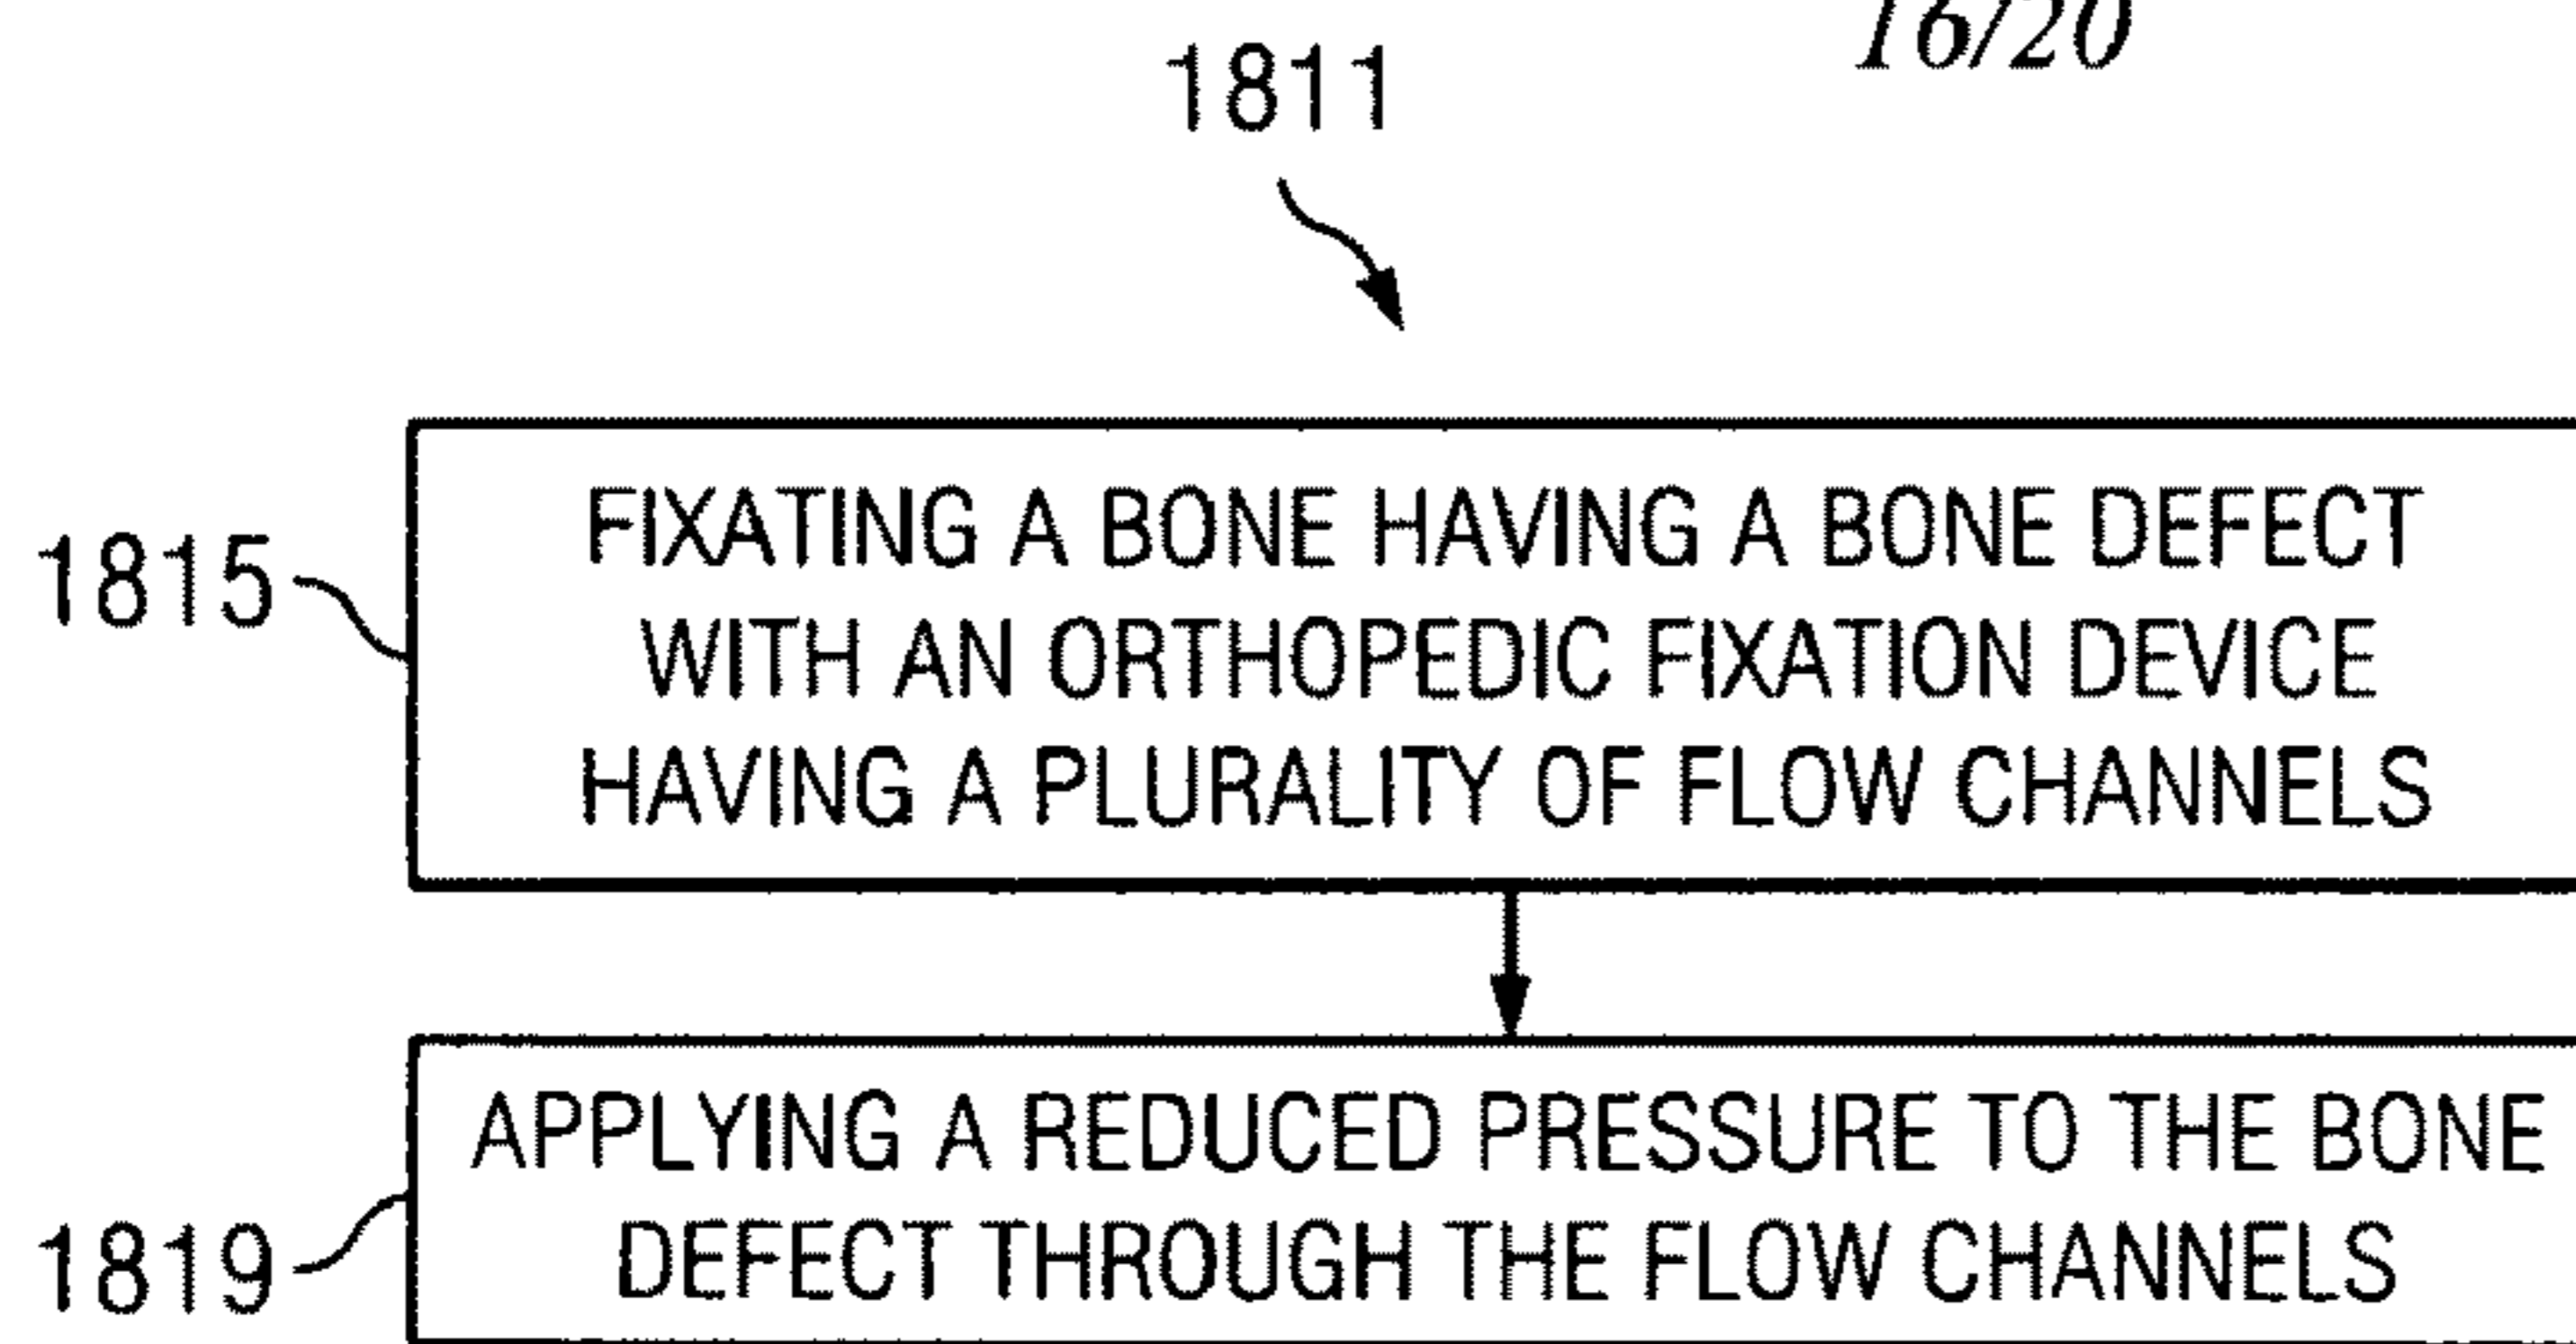 16/20
1811
1815
FIXATING A BONE HAVING A BONE DEFECT
WITH AN ORTHOPEDIC FIXATION DEVICE
HAVING A PLURALITY OF FLOW CHANNELS
1819
APPLYING A REDUCED PRESSURE TO THE BONE
DEFECT THROUGH THE FLOW CHANNELS